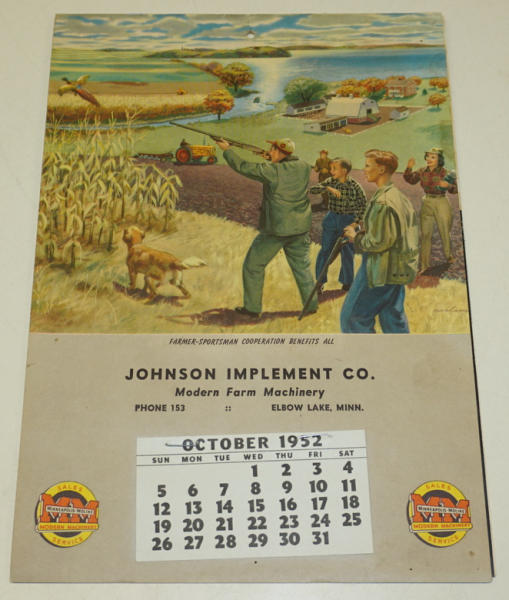 FARMER-SPORTSMAN COOPERATION BENEFITS ALL
JOHNSON IMPLEMENT CO.
Modern Farm Machinery
PHONE 153 :: ELBOW LAKE, MINN.
OCTOBER 1952
SUN MON TUE WED THU FRI SAT
1 2 3 4
5 6 7 8 9 10 11
12 13 14 15 16 17 18
19 20 21 22 23 24 25
26 27 28 29 30 31
SALES
MM
MINNEAPOLIS-MOLINE
MODERN MACHINERY
SERVICE
SALES
MM
MINNEAPOLIS-MOLINE
MODERN MACHINERY
SERVICE